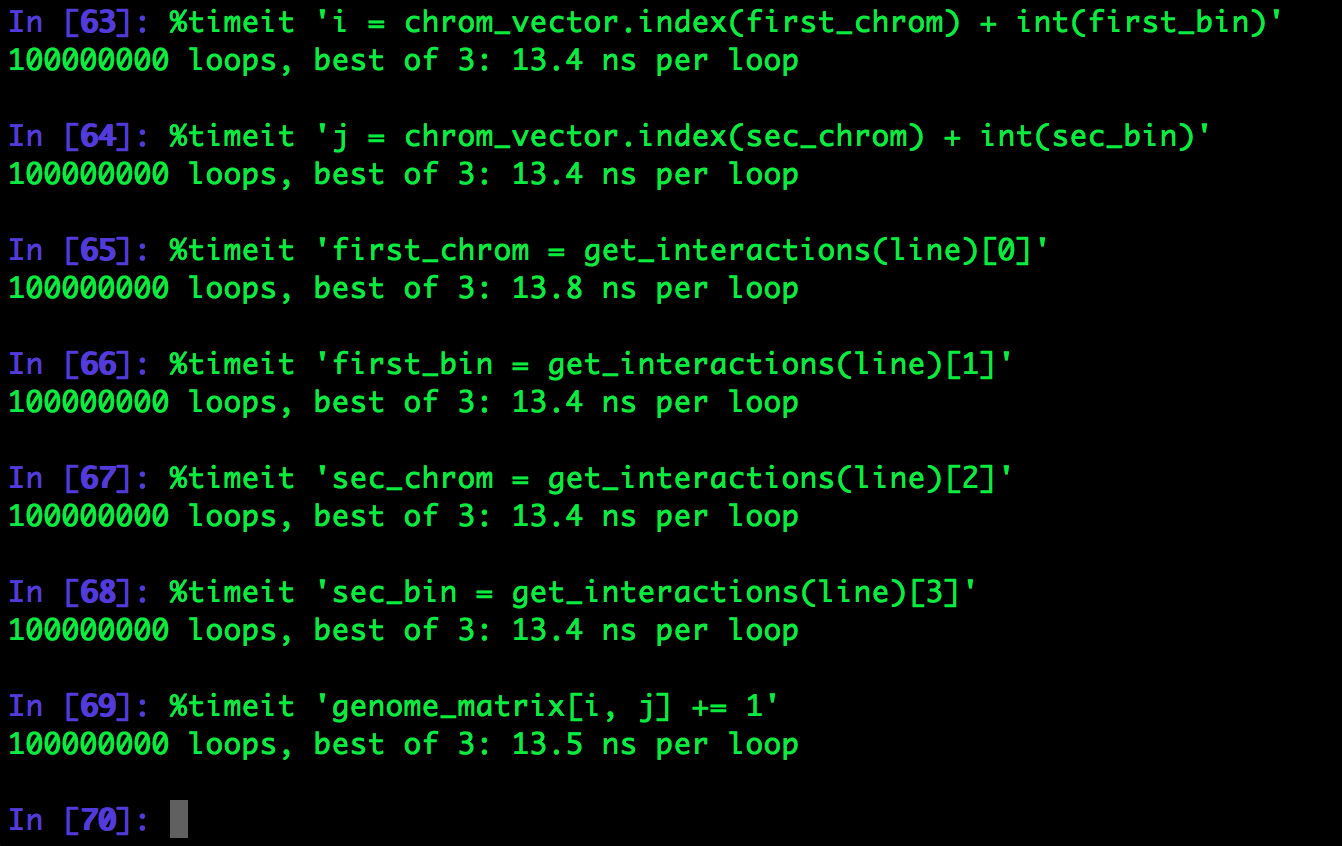 In [63]: %timeit 'i = chrom_vector.index(first_chrom) + int(first_bin)'
100000000 loops, best of 3: 13.4 ns per loop
In [64]: %timeit 'j = chrom_vector.index(sec_chrom) + int(sec_bin)'
100000000 loops, best of 3: 13.4 ns per loop
In [65]: %timeit 'first_chrom = get_interactions(line)[0]'
100000000 loops, best of 3: 13.8 ns per loop
In [66]: %timeit 'first_bin = get_interactions(line)[1]'
100000000 loops, best of 3: 13.4 ns per loop
In [67]: %timeit 'sec_chrom = get_interactions(line)[2]'
100000000 loops, best of 3: 13.4 ns per loop
In [68]: %timeit 'sec_bin = get_interactions(line)[3]'
100000000 loops, best of 3: 13.4 ns per loop
In [69]: %timeit 'genome_matrix[i, j] += 1'
100000000 loops, best of 3: 13.5 ns per loop
In [70]: